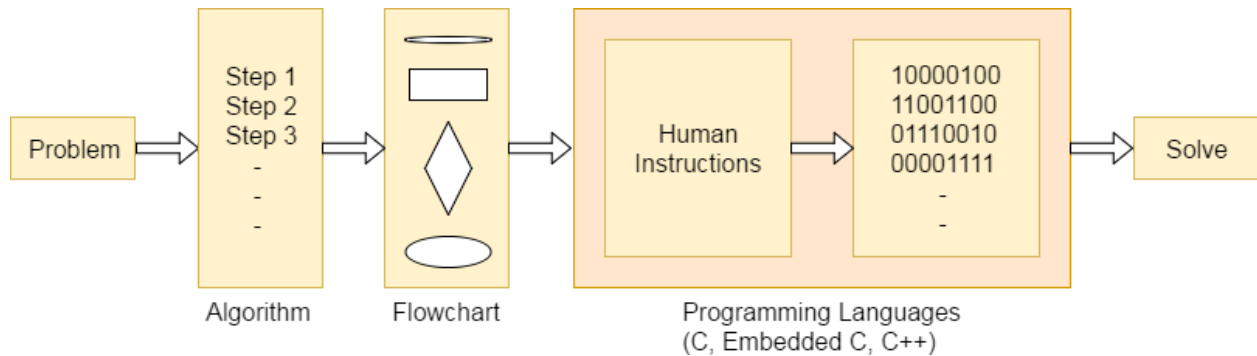 Problem
Step 1
Step 2
Step 3
-
-
-
Algorithm
Flowchart
Human
Instructions
10000100
11001100
01110010
00001111
-
-
Programming Languages
(C, Embedded C, C++)
Solve